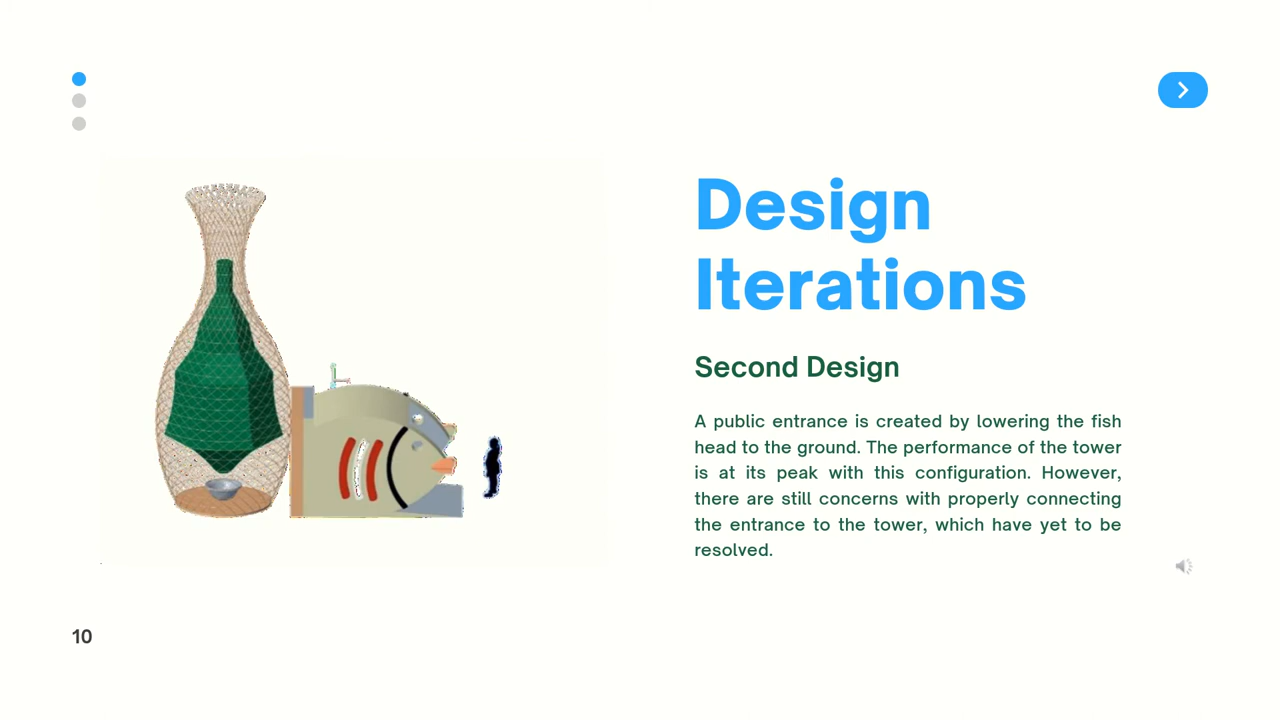 Design
Iterations
Second Design
A public entrance is created by lowering the fish
head to the ground. The performance of the tower
is at its peak with this configuration. However,
there are still concerns with properly connecting
the entrance to the tower, which have yet to be
resolved.
10